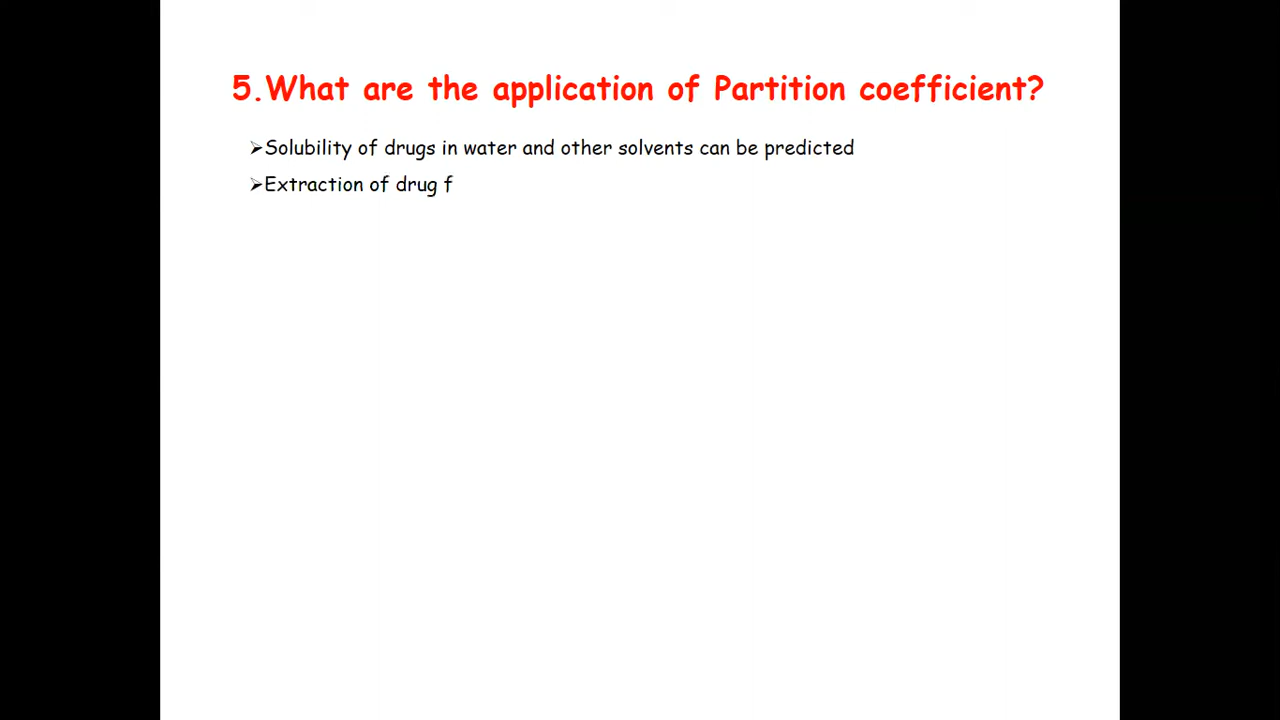 5.What are the application of Partition coefficient?
➢Solubility of drugs in water and other solvents can be predicted
➢Extraction of drug f